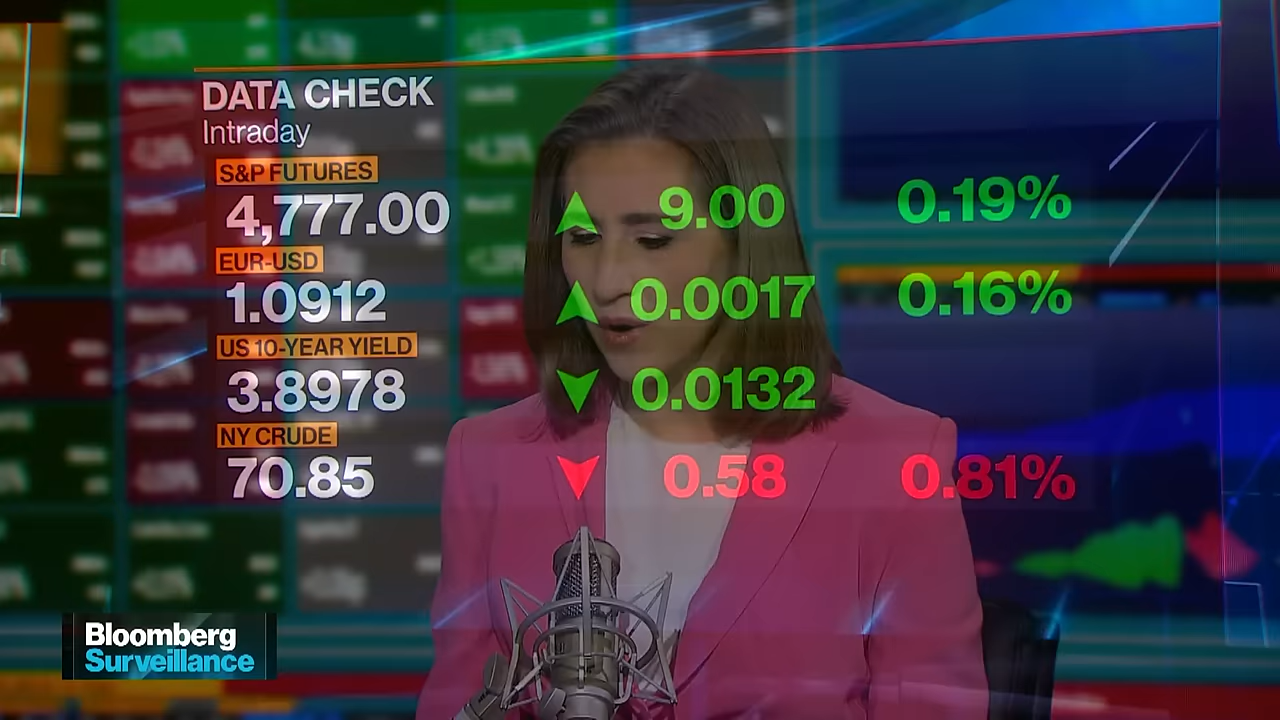 DATA CHECK
Intraday
S&P FUTURES
4,777.00 ▲ 9.00 0.19%
EUR-USD
1.0912 ▲ 0.0017 0.16%
US 10-YEAR YIELD
3.8978 ▼ 0.0132
NY CRUDE
70.85 ▼ 0.58 0.81%
Bloomberg
Surveillance